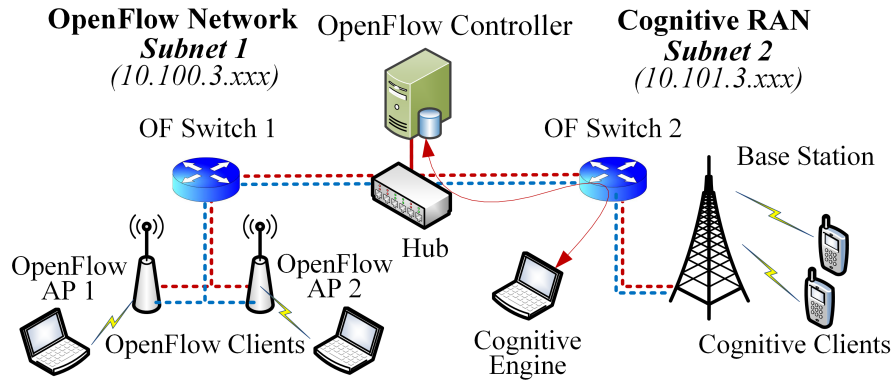 OpenFlow Network
Subnet 1
(10.100.3.xxx)
OpenFlow Controller
Cognitive RAN
Subnet 2
(10.101.3.xxx)
OF Switch 1
OF Switch 2
Base Station
Hub
OpenFlow
AP 1
OpenFlow
AP 2
OpenFlow Clients
Cognitive
Engine
Cognitive Clients